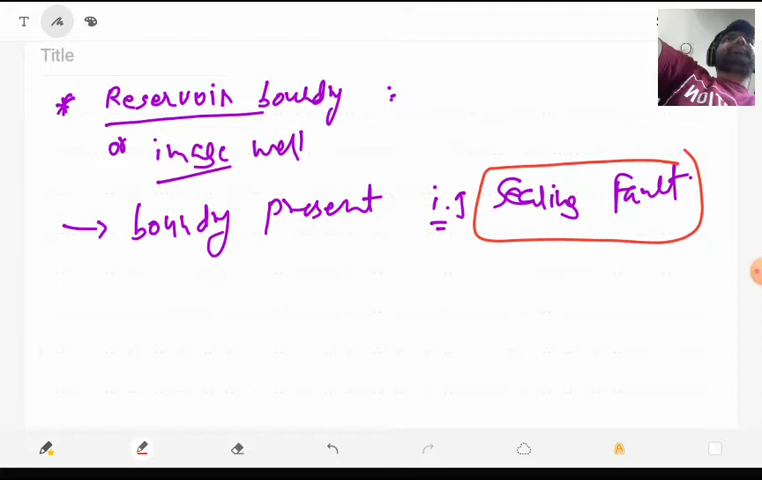 T
Title
* Reservoir boundy :
or image well
→ boundy present i.e Sealing Fault.
A